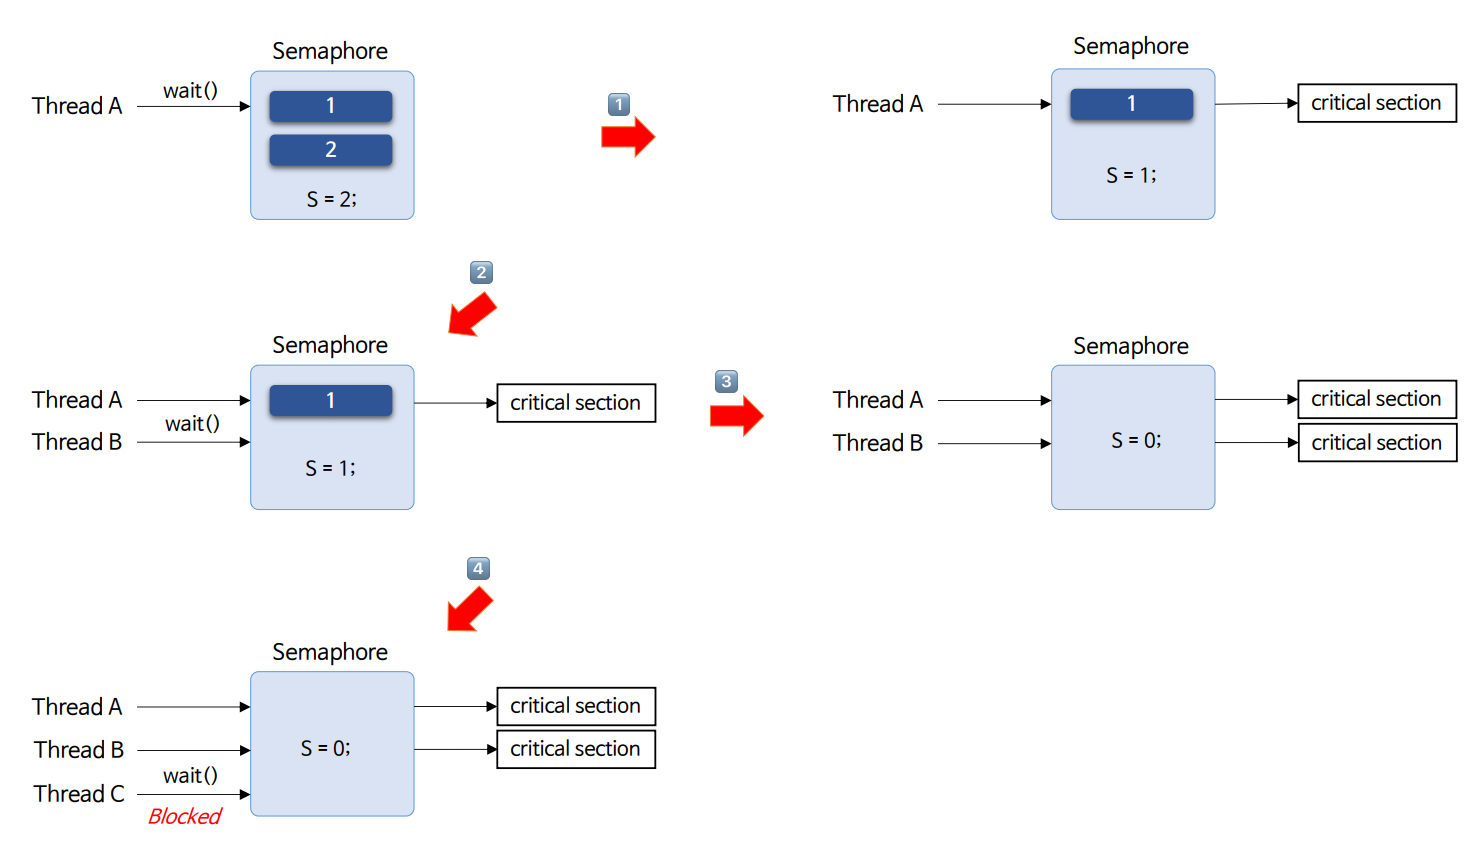 Semaphore
Thread A
wait()
1
2
S = 2;
1
Semaphore
Thread A
1
S = 1;
critical section
2
Semaphore
Thread A
Thread B
wait()
1
S = 1;
critical section
3
Semaphore
Thread A
Thread B
S = 0;
critical section
critical section
4
Semaphore
Thread A
Thread B
Thread C
wait()
Blocked
S = 0;
critical section
critical section